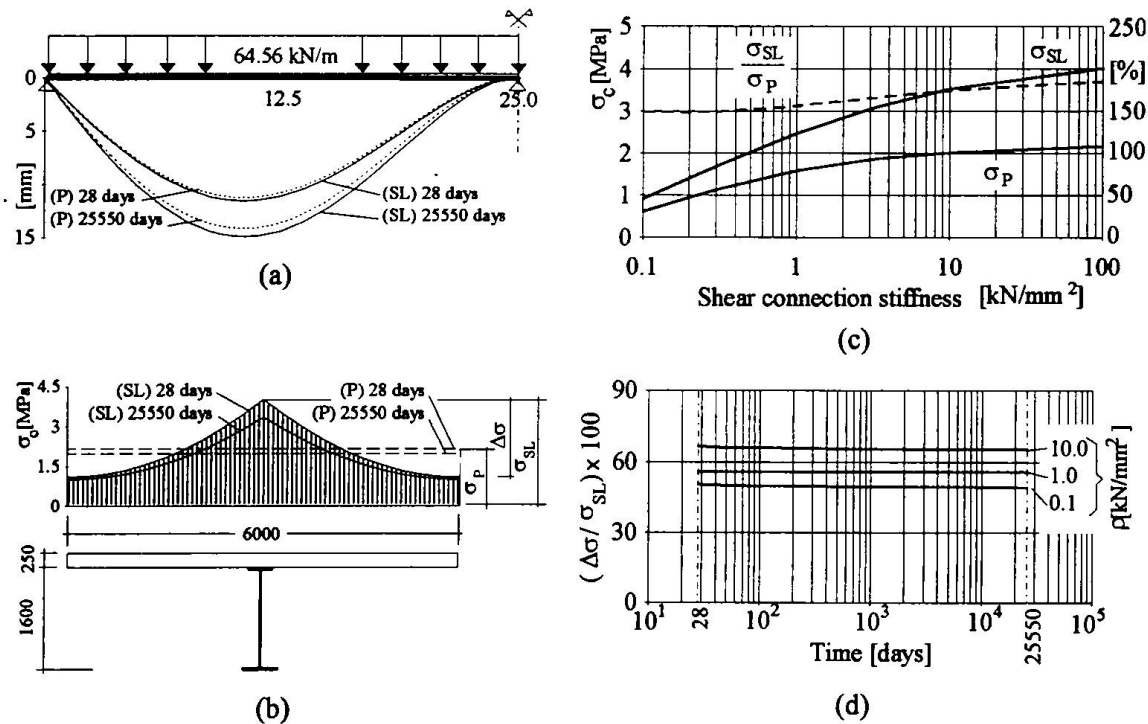 64.56 kN/m
0
12.5
25.0
5
[mm]
15
(P) 28 days
(P) 25550 days
(SL) 28 days
(SL) 25550 days
(a)
σc [MPa]
5
4
3
2
1
0
σSL
σP
σSL
σP
250
[%]
150
100
50
0
0.1
1
10
100
Shear connection stiffness [kN/mm²]
(c)
σc [MPa]
4.5
3
1.5
0
(SL) 28 days
(SL) 25550 days
(P) 28 days
(P) 25550 days
Δσ
σSL
σP
6000
250
1600
(b)
(Δσ/σSL) x 100
90
60
30
0
10.0
1.0
0.1
ρ[kN/mm²]
10¹
28
10²
10³
10⁴
25550
10⁵
Time [days]
(d)